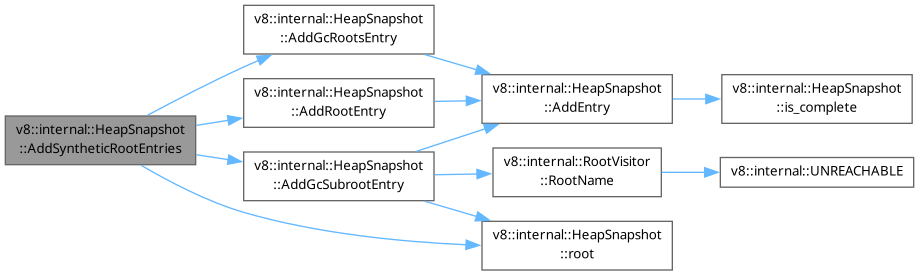 v8::internal::HeapSnapshot
::AddSyntheticRootEntries
v8::internal::HeapSnapshot
::AddGcRootsEntry
v8::internal::HeapSnapshot
::AddRootEntry
v8::internal::HeapSnapshot
::AddGcSubrootEntry
v8::internal::HeapSnapshot
::AddEntry
v8::internal::RootVisitor
::RootName
v8::internal::HeapSnapshot
::root
v8::internal::HeapSnapshot
::is_complete
v8::internal::UNREACHABLE